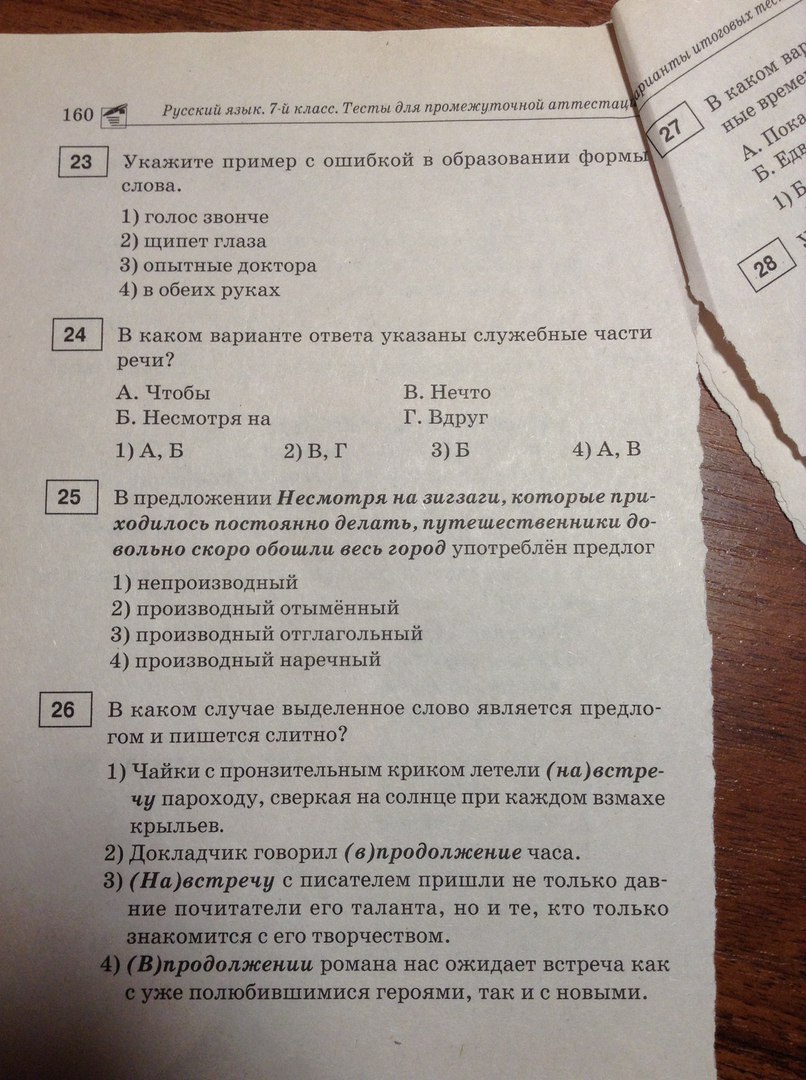 160 Русский язык. 7-й класс. Тесты для промежуточной аттестац
23 Укажите пример с ошибкой в образовании формы
слова.
1) голос звонче
2) щипет глаза
3) опытные доктора
4) в обеих руках
24 В каком варианте ответа указаны служебные части
речи?
А. Чтобы В. Нечто
Б. Несмотря на Г. Вдруг
1) А, Б 2) В, Г 3) Б 4) А, В
25 В предложении Несмотря на зигзаги, которые при-
ходилось постоянно делать, путешественники до-
вольно скоро обошли весь город употреблён предлог
1) непроизводный
2) производный отымённый
3) производный отглагольный
4) производный наречный
26 В каком случае выделенное слово является предло-
гом и пишется слитно?
1) Чайки с пронзительным криком летели (на)встре-
чу пароходу, сверкая на солнце при каждом взмахе
крыльев.
2) Докладчик говорил (в)продолжение часа.
3) (На)встречу с писателем пришли не только дав-
ние почитатели его таланта, но и те, кто только
знакомится с его творчеством.
4) (В)продолжении романа нас ожидает встреча как
с уже полюбившимися героями, так и с новыми.
арианты итоговых тес
27 В каком вар
ные време
А. Пока
Б. Едв
1) Б
28